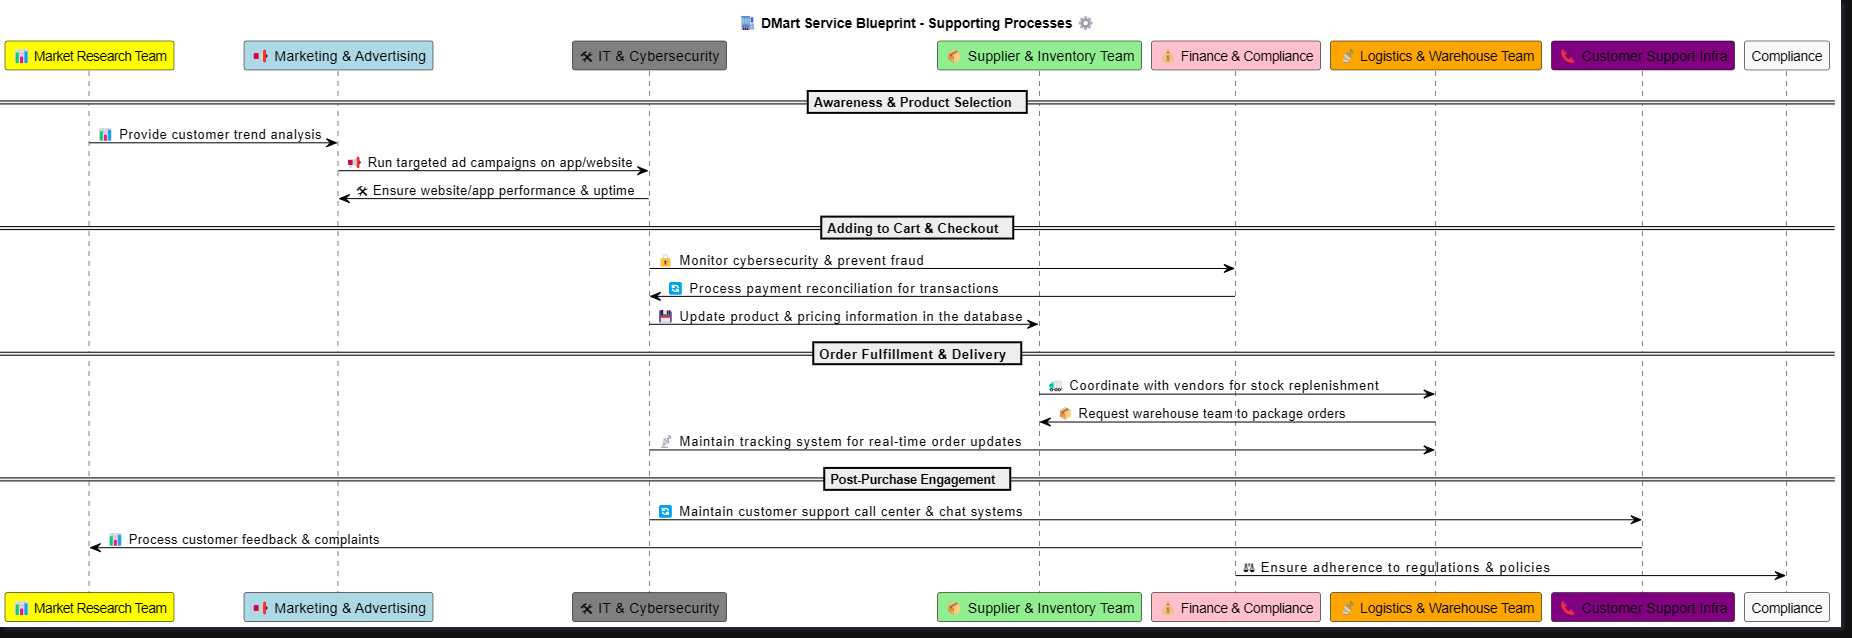 DMart Service Blueprint - Supporting Processes
Market Research Team
Marketing & Advertising
IT & Cybersecurity
Supplier & Inventory Team
Finance & Compliance
Logistics & Warehouse Team
Customer Support Infra
Compliance
Awareness & Product Selection
Provide customer trend analysis
Run targeted ad campaigns on app/website
Ensure website/app performance & uptime
Adding to Cart & Checkout
Monitor cybersecurity & prevent fraud
Process payment reconciliation for transactions
Update product & pricing information in the database
Order Fulfillment & Delivery
Coordinate with vendors for stock replenishment
Request warehouse team to package orders
Maintain tracking system for real-time order updates
Post-Purchase Engagement
Maintain customer support call center & chat systems
Process customer feedback & complaints
Ensure adherence to regulations & policies
Market Research Team
Marketing & Advertising
IT & Cybersecurity
Supplier & Inventory Team
Finance & Compliance
Logistics & Warehouse Team
Customer Support Infra
Compliance